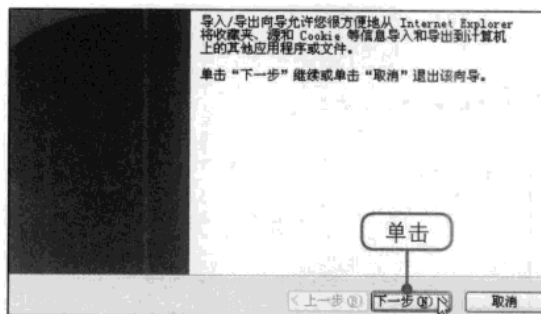 导入/导出向导允许您很方便地从 Internet Explorer
将收藏夹、源和 Cookie 等信息导入和导出到计算机
上的其他应用程序或文件。
单击“下一步”继续或单击“取消”退出该向导。
单击
<上一步(B) 下一步(N)> 取消